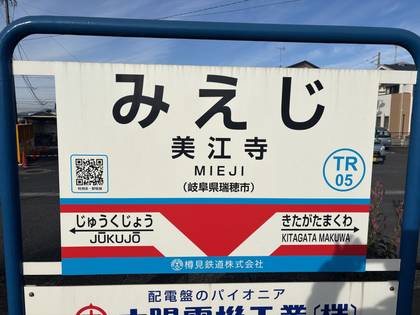 みえじ
美江寺
MIEJI
(岐阜県瑞穂市)
TR
05
じゅうくじょう
JŪKUJŌ
きたがたまくわ
KITAGATA MAKUWA
樽見鉄道株式会社
配電盤のパイオニア